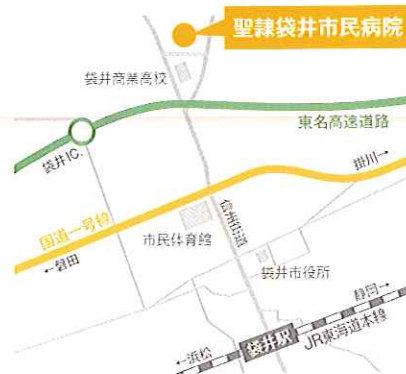 聖隷袋井市民病院
袋井商業高校
東名高速道路
袋井IC.
掛川→
国道一号線
市民体育館
信州街道
←磐田
袋井市役所
静岡→
袋井駅
JR東海道本線
←浜松